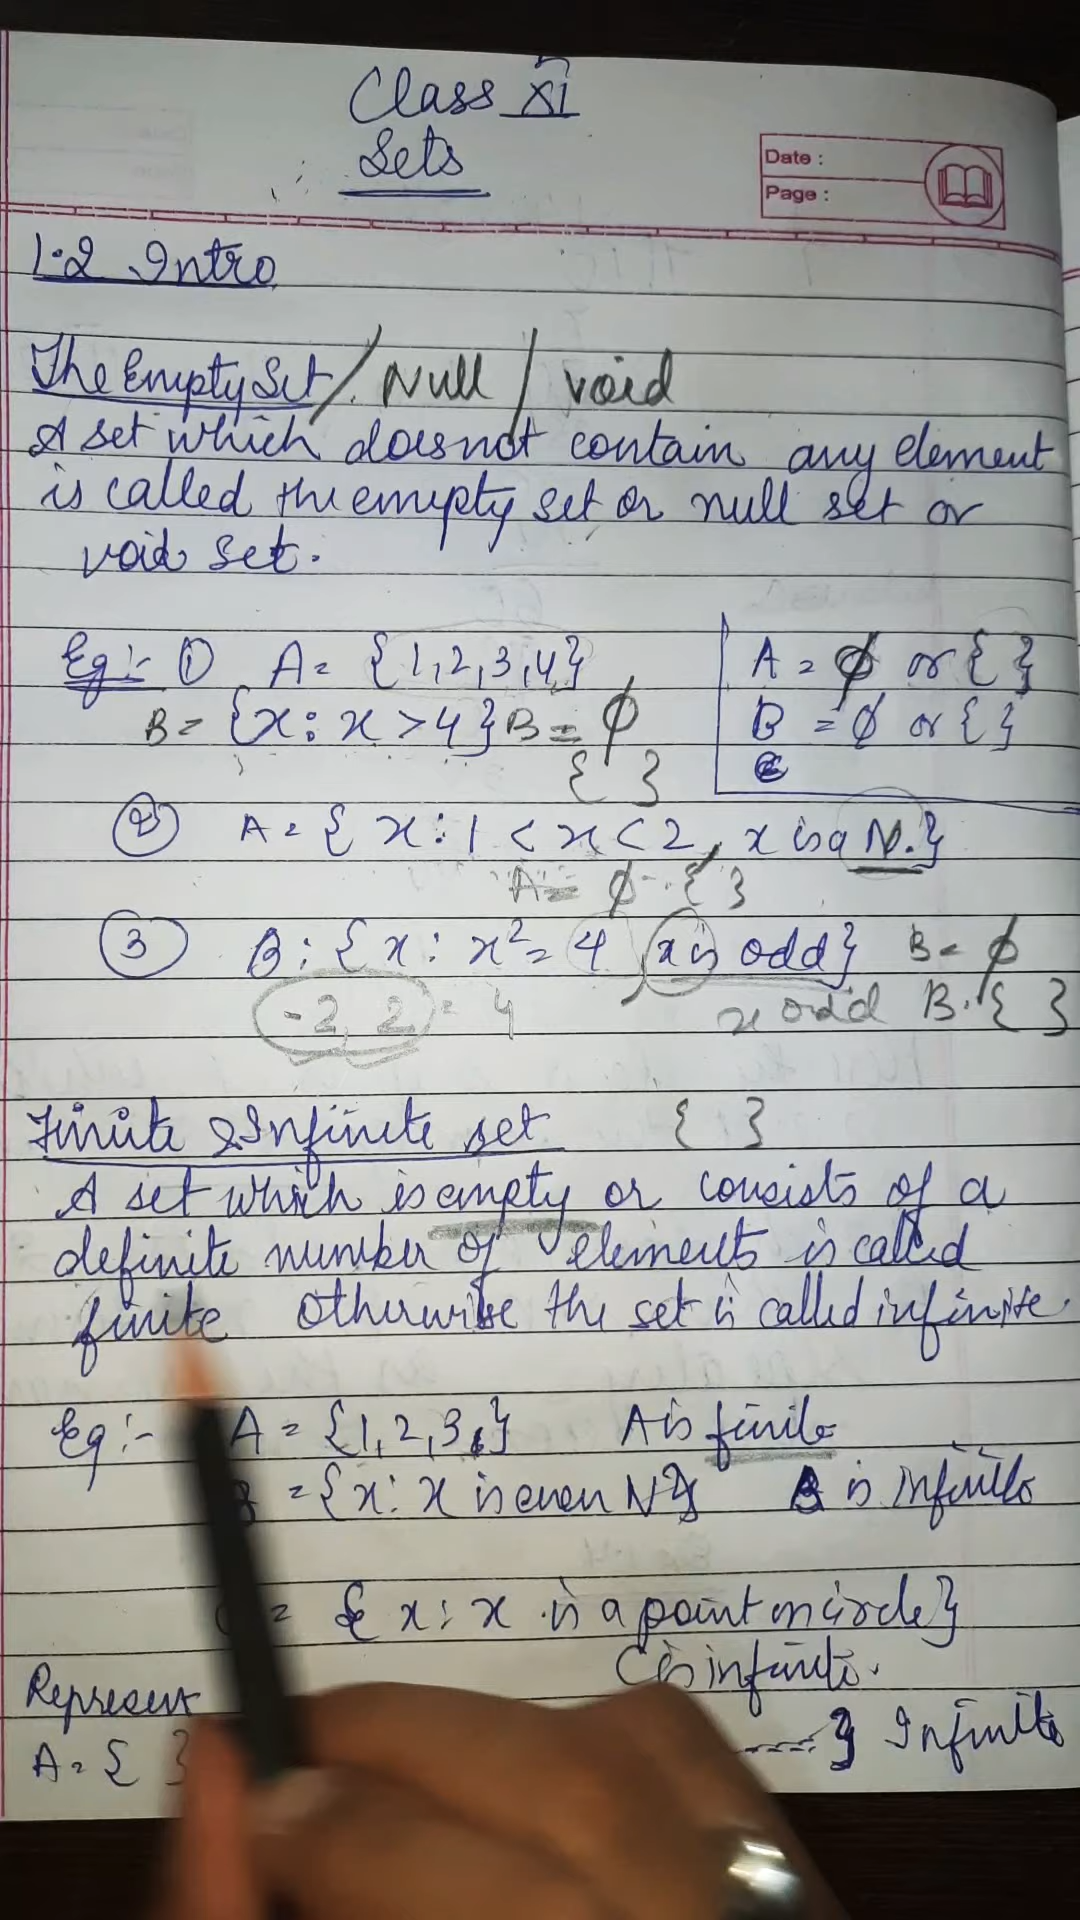 Class XI
Sets
Date :
Page :
1.2 Intro
The Empty Set / Null / void
A set which does not contain any element
is called the empty set or null set or
void set.
Eg:- ① A = {1,2,3,4}
A = ϕ or { }
B = {x : x > 4} B = ϕ
B = ϕ or { }
{ }
② A = { x : 1 < x < 2, x is a N.}
A = ϕ { }
③ B : {x : x² = 4, x is odd} B = ϕ
-2, 2 = 4 x odd B. { }
Finite & Infinite set { }
A set which is empty or consists of a
definite number of elements is called
finite otherwise the set is called infinite.
Eg:- A = {1,2,3,} A is finite
= {x : x is even N} B is infinite
= { x : x is a point on circle}
C is infinite.
Represent
A = { } ----} Infinite